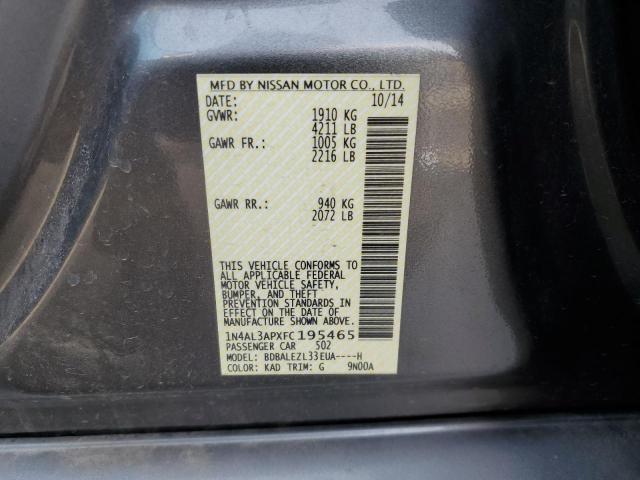 MFD BY NISSAN MOTOR CO., LTD.
DATE: 10/14
GVWR: 1910 KG
4211 LB
GAWR FR.: 1005 KG
2216 LB
GAWR RR.: 940 KG
2072 LB
THIS VEHICLE CONFORMS TO
ALL APPLICABLE FEDERAL
MOTOR VEHICLE SAFETY,
BUMPER, AND THEFT
PREVENTION STANDARDS IN
EFFECT ON THE DATE OF
MANUFACTURE SHOWN ABOVE.
1N4AL3APXFC195465
PASSENGER CAR 502
MODEL: BDBALEZL33EUA----H
COLOR: KAD TRIM: G 9N00A